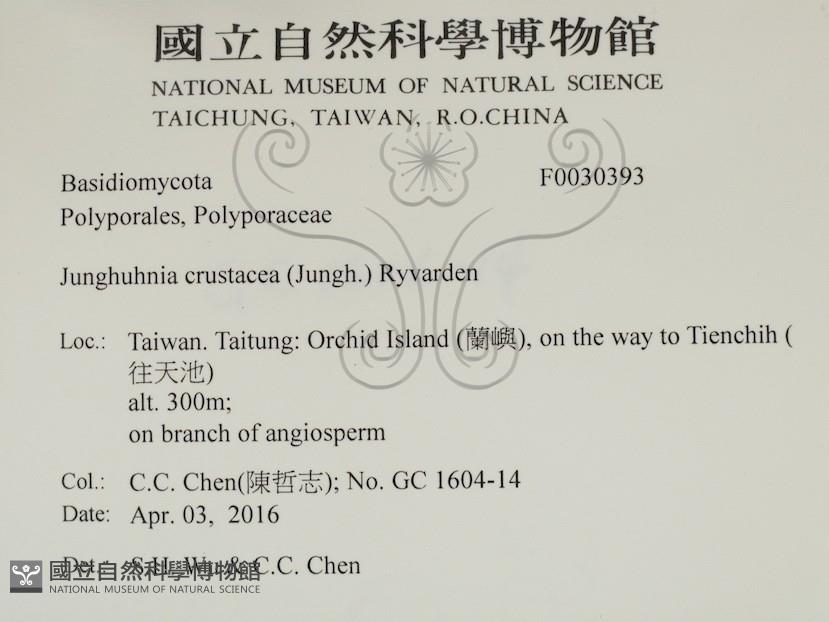 國立自然科學博物館
NATIONAL MUSEUM OF NATURAL SCIENCE
TAICHUNG, TAIWAN, R.O.CHINA
Basidiomycota F0030393
Polyporales, Polyporaceae
Junghuhnia crustacea (Jungh.) Ryvarden
Loc.: Taiwan. Taitung: Orchid Island (蘭嶼), on the way to Tienchih (
往天池)
alt. 300m;
on branch of angiosperm
Col.: C.C. Chen(陳哲志); No. GC 1604-14
Date: Apr. 03, 2016
Det.: S.H. Wu & C.C. Chen
國立自然科學博物館
NATIONAL MUSEUM OF NATURAL SCIENCE